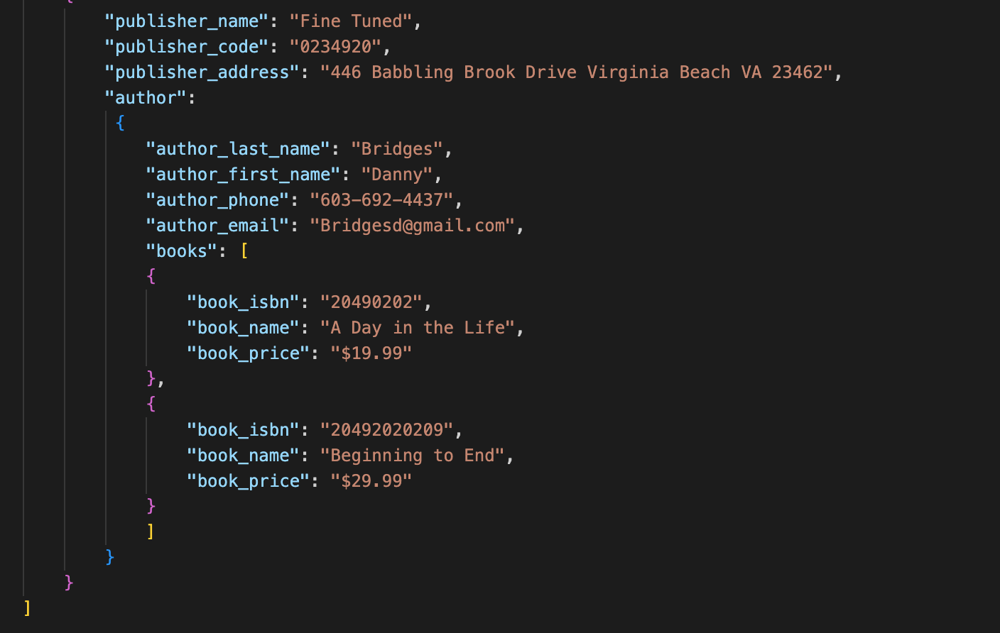 {
"publisher_name": "Fine Tuned",
"publisher_code": "0234920",
"publisher_address": "446 Babbling Brook Drive Virginia Beach VA 23462",
"author":
{
"author_last_name": "Bridges",
"author_first_name": "Danny",
"author_phone": "603-692-4437",
"author_email": "Bridgesd@gmail.com",
"books": [
{
"book_isbn": "20490202",
"book_name": "A Day in the Life",
"book_price": "$19.99"
},
{
"book_isbn": "20492020209",
"book_name": "Beginning to End",
"book_price": "$29.99"
}
]
}
}
]